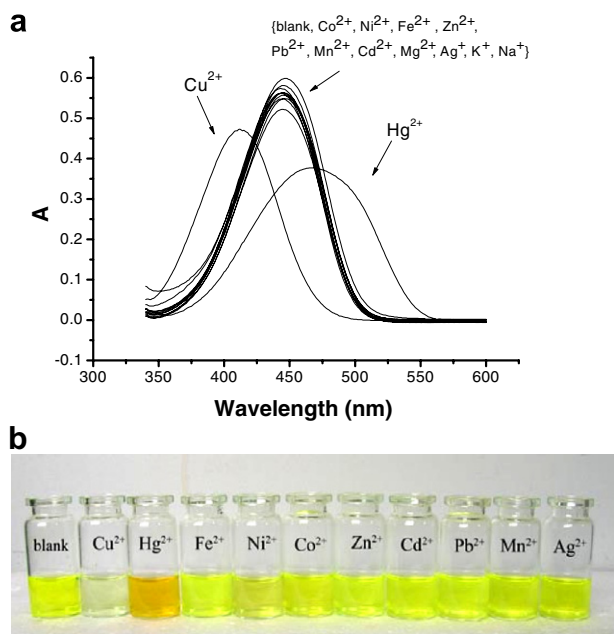 a
{blank, Co²⁺, Ni²⁺, Fe²⁺ , Zn²⁺,
Pb²⁺, Mn²⁺, Cd²⁺, Mg²⁺, Ag⁺, K⁺, Na⁺}
Cu²⁺
Hg²⁺
A
0.6
0.5
0.4
0.3
0.2
0.1
0.0
-0.1
300 350 400 450 500 550 600
Wavelength (nm)
b
blank Cu²⁺ Hg²⁺ Fe²⁺ Ni²⁺ Co²⁺ Zn²⁺ Cd²⁺ Pb²⁺ Mn²⁺ Ag⁺